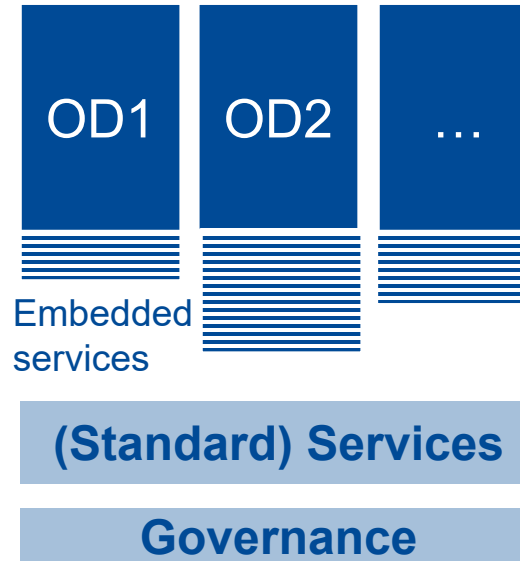 OD1
OD2
…
Embedded
services
(Standard) Services
Governance